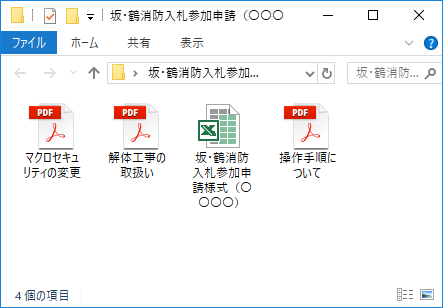 坂・鶴消防入札参加申請（〇〇〇
ファイル ホーム 共有 表示
坂・鶴消防入札参加...
坂・鶴消防...
PDF
マクロセキュ
リティの変更
PDF
解体工事の
取扱い
坂・鶴消防
入札参加申
請様式（〇
〇〇〇）
PDF
操作手順に
ついて
4 個の項目